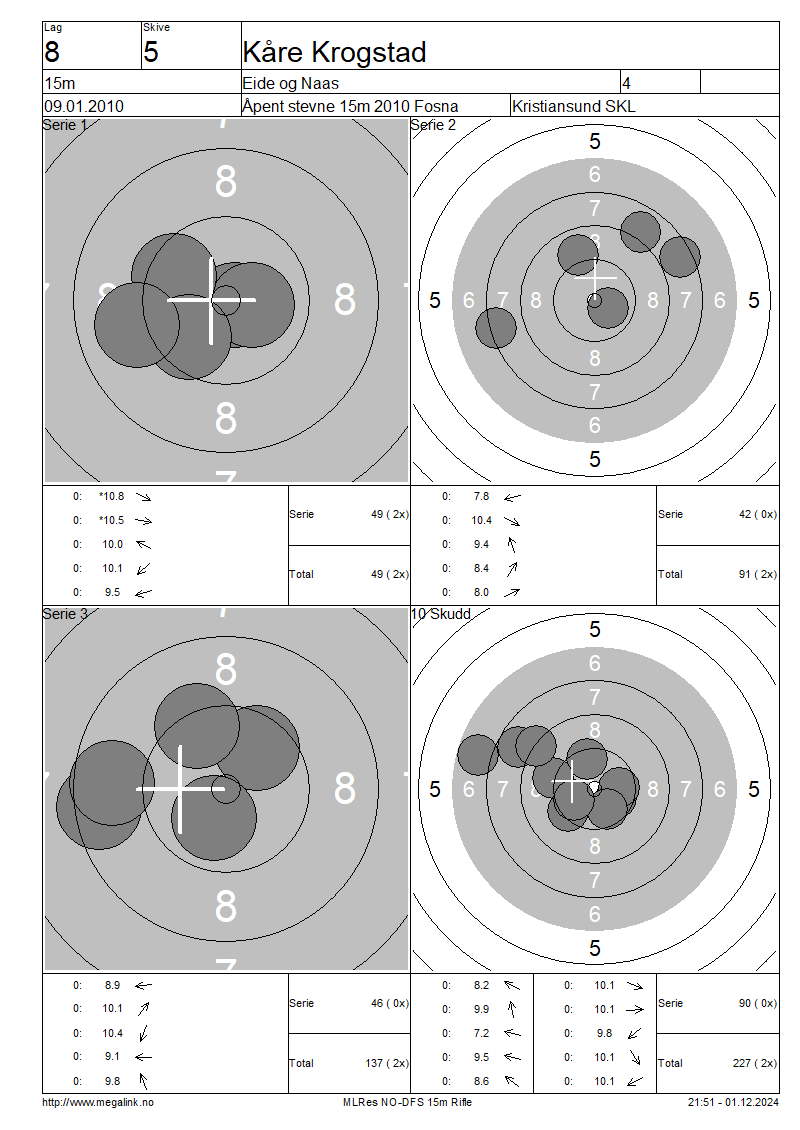 Lag Skive
8 5 Kåre Krogstad
15m Eide og Naas 4
09.01.2010 Åpent stevne 15m 2010 Fosna Kristiansund SKL
Serie 1 Serie 2
7
8
8 8
8
7
5
6
7
8
5 6 7 8 8 7 6 5
8
7
6
5
0: *10.8
0: *10.5
0: 10.0
0: 10.1
0: 9.5
Serie 49 ( 2x)
Total 49 ( 2x)
0: 7.8
0: 10.4
0: 9.4
0: 8.4
0: 8.0
Serie 42 ( 0x)
Total 91 ( 2x)
Serie 3 10 Skudd
7
8
8
8
7
5
6
7
8
5 6 7 8 8 7 6 5
8
7
6
5
0: 8.9
0: 10.1
0: 10.4
0: 9.1
0: 9.8
Serie 46 ( 0x)
Total 137 ( 2x)
0: 8.2 0: 10.1
0: 9.9 0: 10.1
0: 7.2 0: 9.8
0: 9.5 0: 10.1
0: 8.6 0: 10.1
Serie 90 ( 0x)
Total 227 ( 2x)
http://www.megalink.no MLRes NO-DFS 15m Rifle 21:51 - 01.12.2024